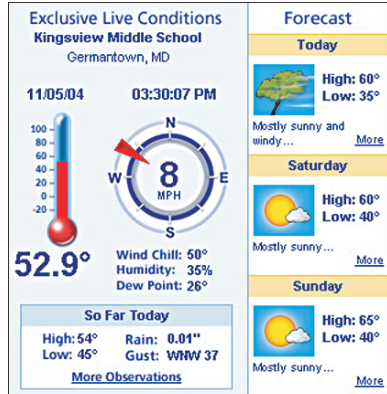 Exclusive Live Conditions
Kingsview Middle School
Germantown, MD
11/05/04 03:30:07 PM
100
80
60
40
20
0
-20
N
W
E
S
8
MPH
52.9°
Wind Chill: 50°
Humidity: 35%
Dew Point: 26°
So Far Today
High: 54° Rain: 0.01"
Low: 45° Gust: WNW 37
More Observations
Forecast
Today
High: 60°
Low: 35°
Mostly sunny and
windy... More
Saturday
High: 60°
Low: 40°
Mostly sunny...
More
Sunday
High: 65°
Low: 40°
Mostly sunny...
More